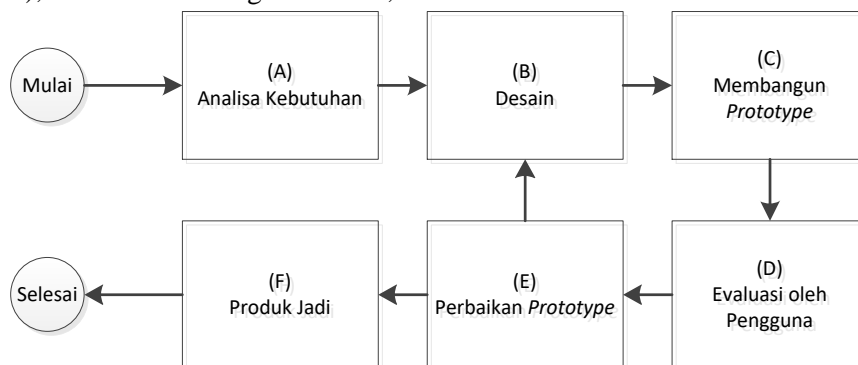 Mulai
(A)
Analisa Kebutuhan
(B)
Desain
(C)
Membangun
Prototype
Selesai
(F)
Produk Jadi
(E)
Perbaikan Prototype
(D)
Evaluasi oleh
Pengguna